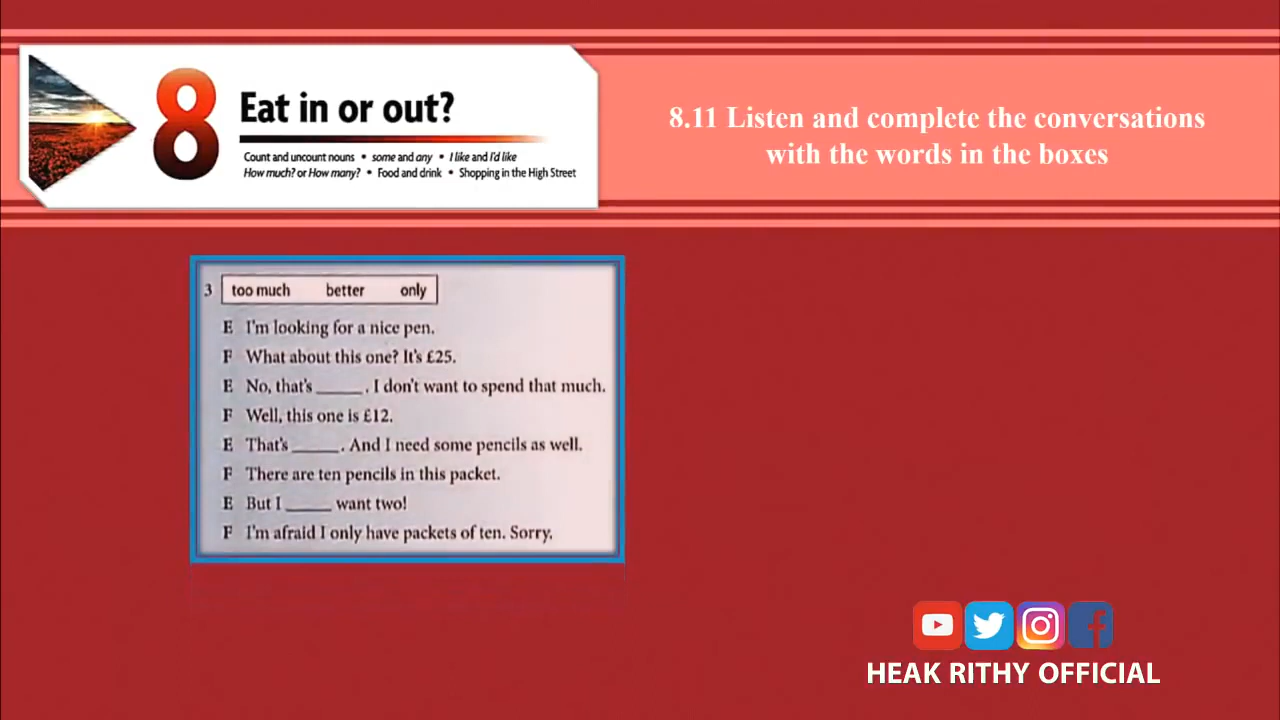 8 Eat in or out?
Count and uncount nouns • some and any • I like and I'd like
How much? or How many? • Food and drink • Shopping in the High Street
8.11 Listen and complete the conversations
with the words in the boxes
3 too much better only
E I'm looking for a nice pen.
F What about this one? It's £25.
E No, that's _____. I don't want to spend that much.
F Well, this one is £12.
E That's _____. And I need some pencils as well.
F There are ten pencils in this packet.
E But I _____ want two!
F I'm afraid I only have packets of ten. Sorry.
HEAK RITHY OFFICIAL